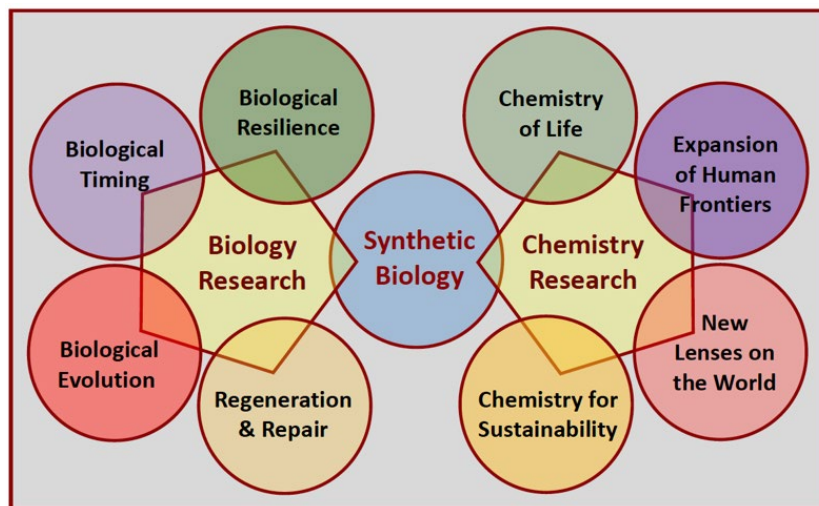 Biological
Resilience
Chemistry
of Life
Biological
Timing
Expansion
of Human
Frontiers
Biology
Research
Synthetic
Biology
Chemistry
Research
Biological
Evolution
New
Lenses on
the World
Regeneration
& Repair
Chemistry for
Sustainability